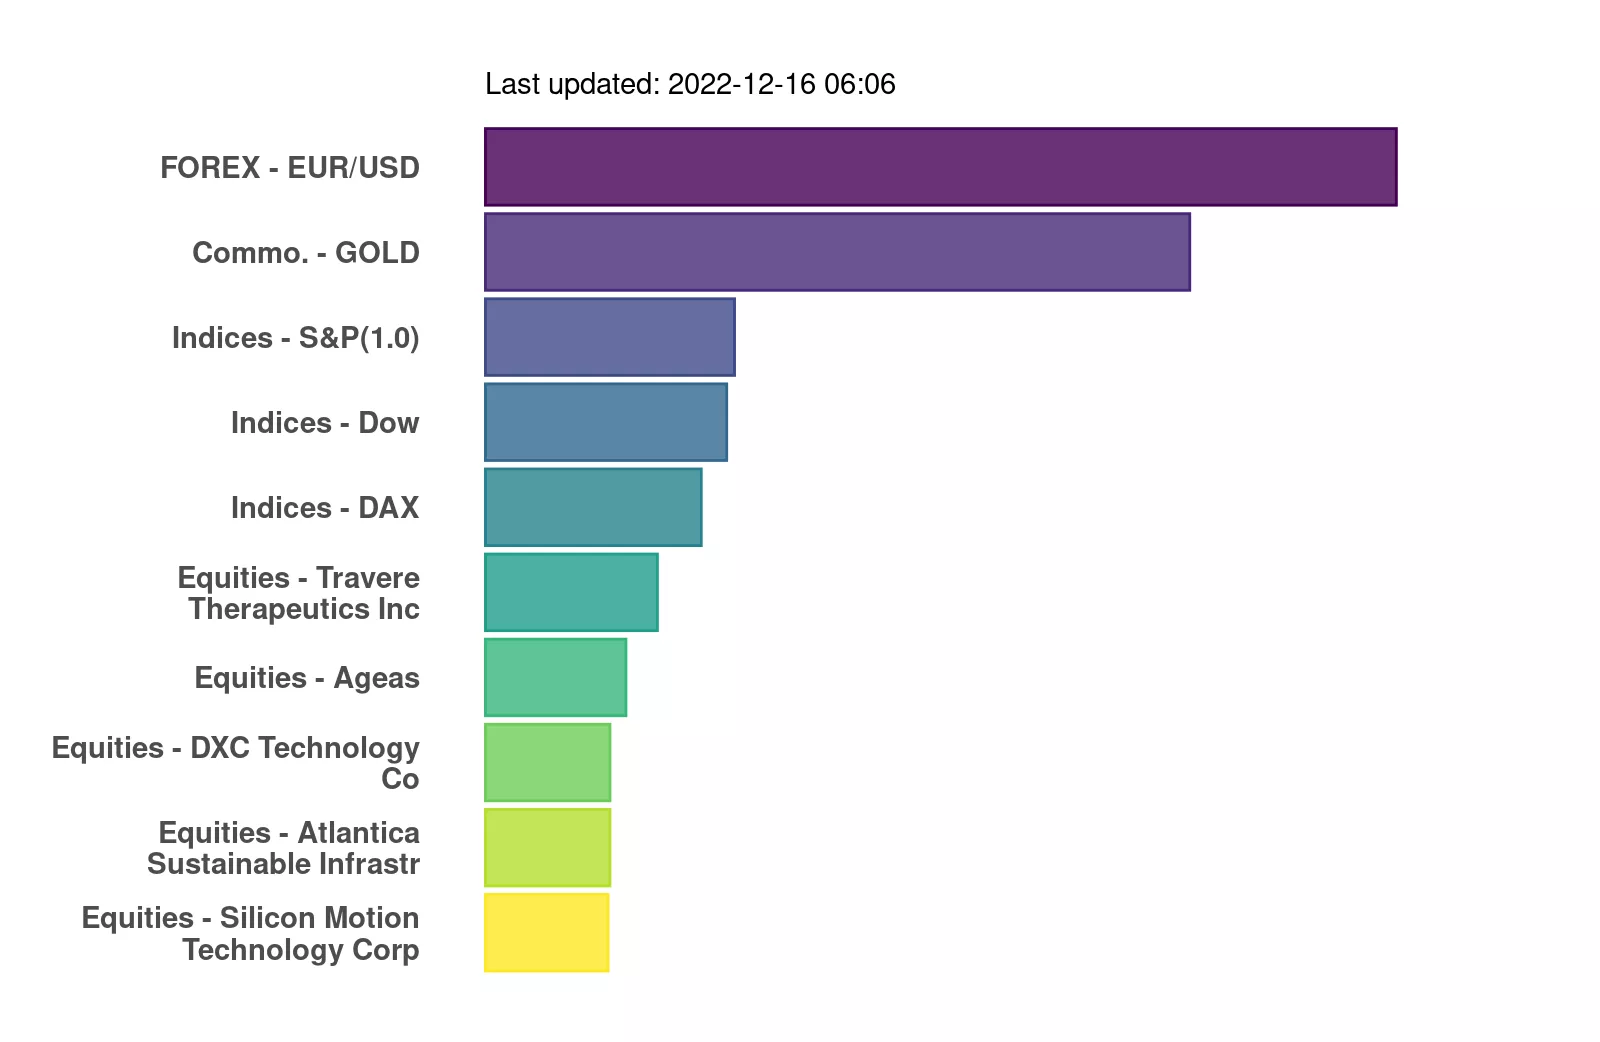 Last updated: 2022-12-16 06:06
FOREX - EUR/USD
Commo. - GOLD
Indices - S&P(1.0)
Indices - Dow
Indices - DAX
Equities - Travere
Therapeutics Inc
Equities - Ageas
Equities - DXC Technology
Co
Equities - Atlantica
Sustainable Infrastr
Equities - Silicon Motion
Technology Corp